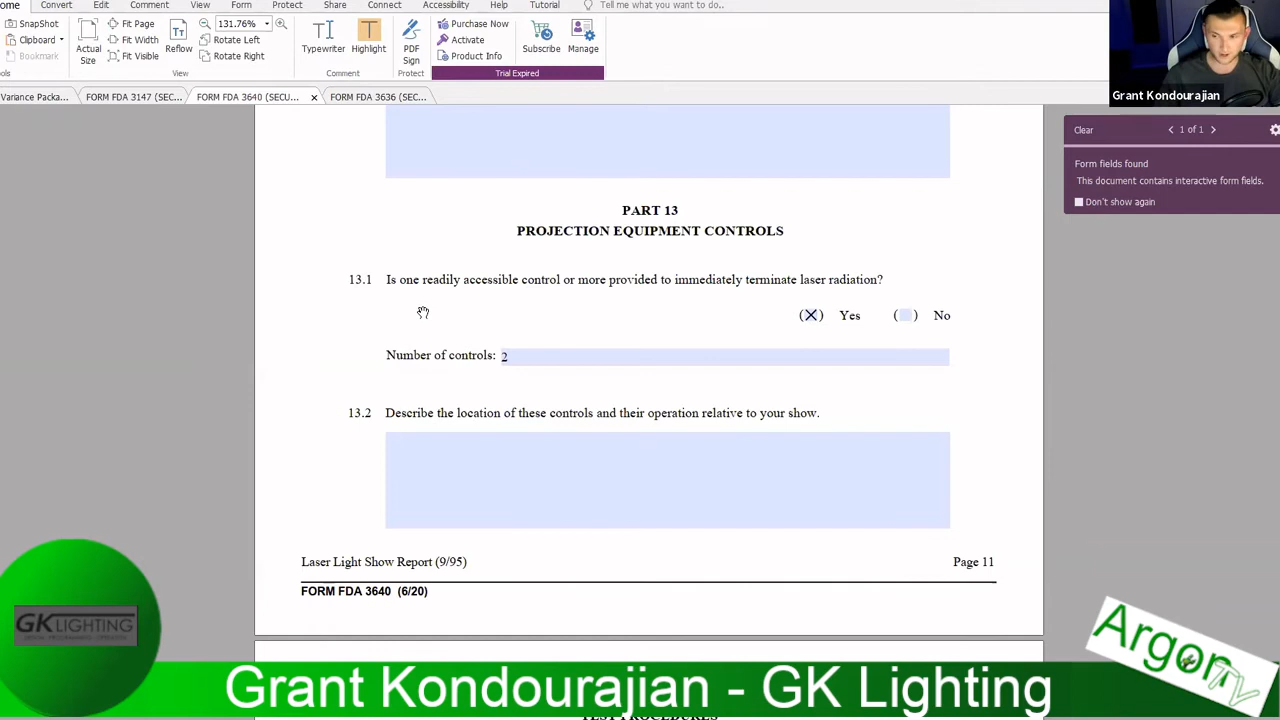 ome Convert Edit Comment View Form Protect Share Connect Accessibility Help Tutorial Tell me what you want to do...
SnapShot
Clipboard
Bookmark
ols
Actual Size
Fit Page
Fit Width
Fit Visible
Reflow
131.76%
Rotate Left
Rotate Right
View
Typewriter
Highlight
Comment
PDF Sign
Protect
Purchase Now
Activate
Product Info
Subscribe
Manage
Trial Expired
Grant Kondourajian
Variance Packa... FORM FDA 3147 (SEC... FORM FDA 3640 (SECU... × FORM FDA 3636 (SEC...
Clear < 1 of 1 >
Form fields found
This document contains interactive form fields.
Don't show again
PART 13
PROJECTION EQUIPMENT CONTROLS
13.1 Is one readily accessible control or more provided to immediately terminate laser radiation?
(X) Yes ( ) No
Number of controls: 2
13.2 Describe the location of these controls and their operation relative to your show.
Laser Light Show Report (9/95) Page 11
FORM FDA 3640 (6/20)
GK LIGHTING
Argon TV
Grant Kondourajian - GK Lighting
TEST PROCEDURES